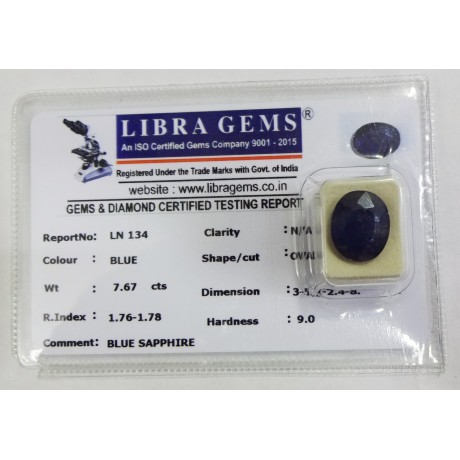 LIBRA GEMS ®
An ISO Certified Gems Company 9001 - 2015
Registered Under the Trade Marks with Govt. of India
website : www.libragems.co.in
GEMS & DIAMOND CERTIFIED TESTING REPORT
ReportNo: LN 134 Clarity : N/A
Colour : BLUE Shape/cut :
Wt : 7.67 cts Dimension :
R.Index : 1.76-1.78 Hardness : 9.0
Comment: BLUE SAPPHIRE